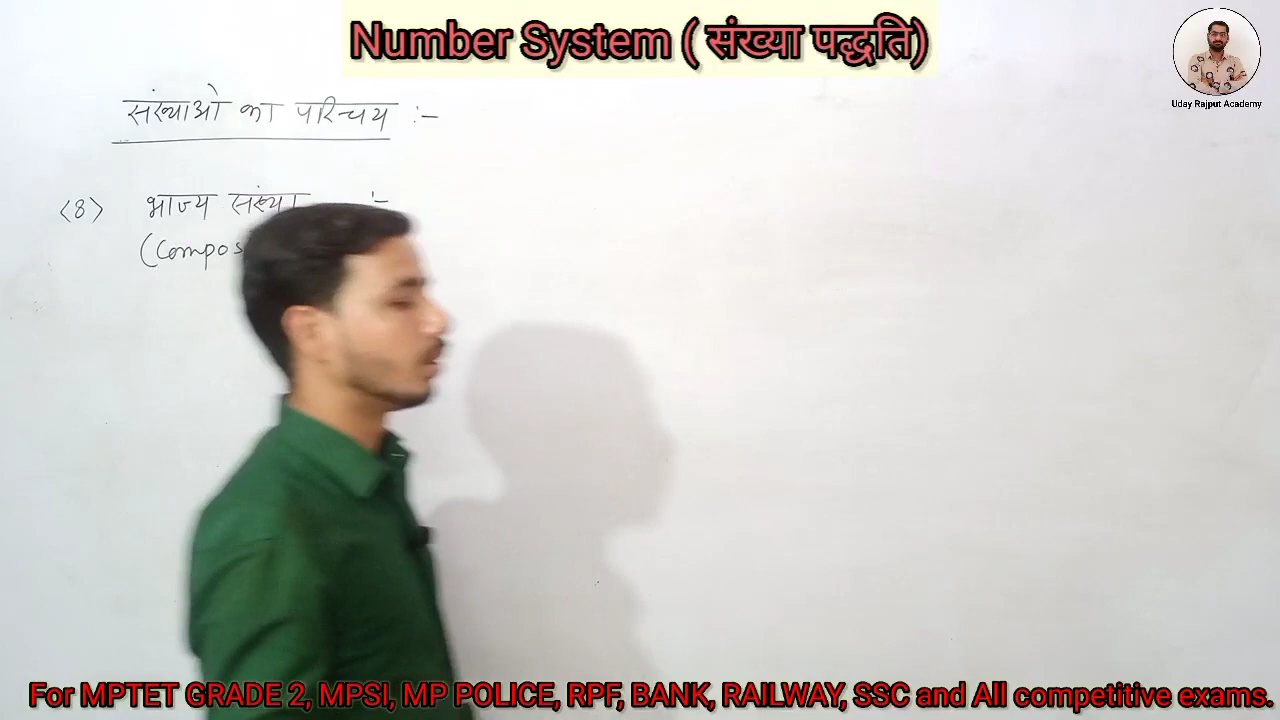 Number System ( संख्या पद्धति)
Uday Rajput Academy
संख्याओ का परिचय :-
<8> भाज्य संख्या :-
(Compos
For MPTET GRADE 2, MPSI, MP POLICE, RPF, BANK, RAILWAY, SSC and All competitive exams.